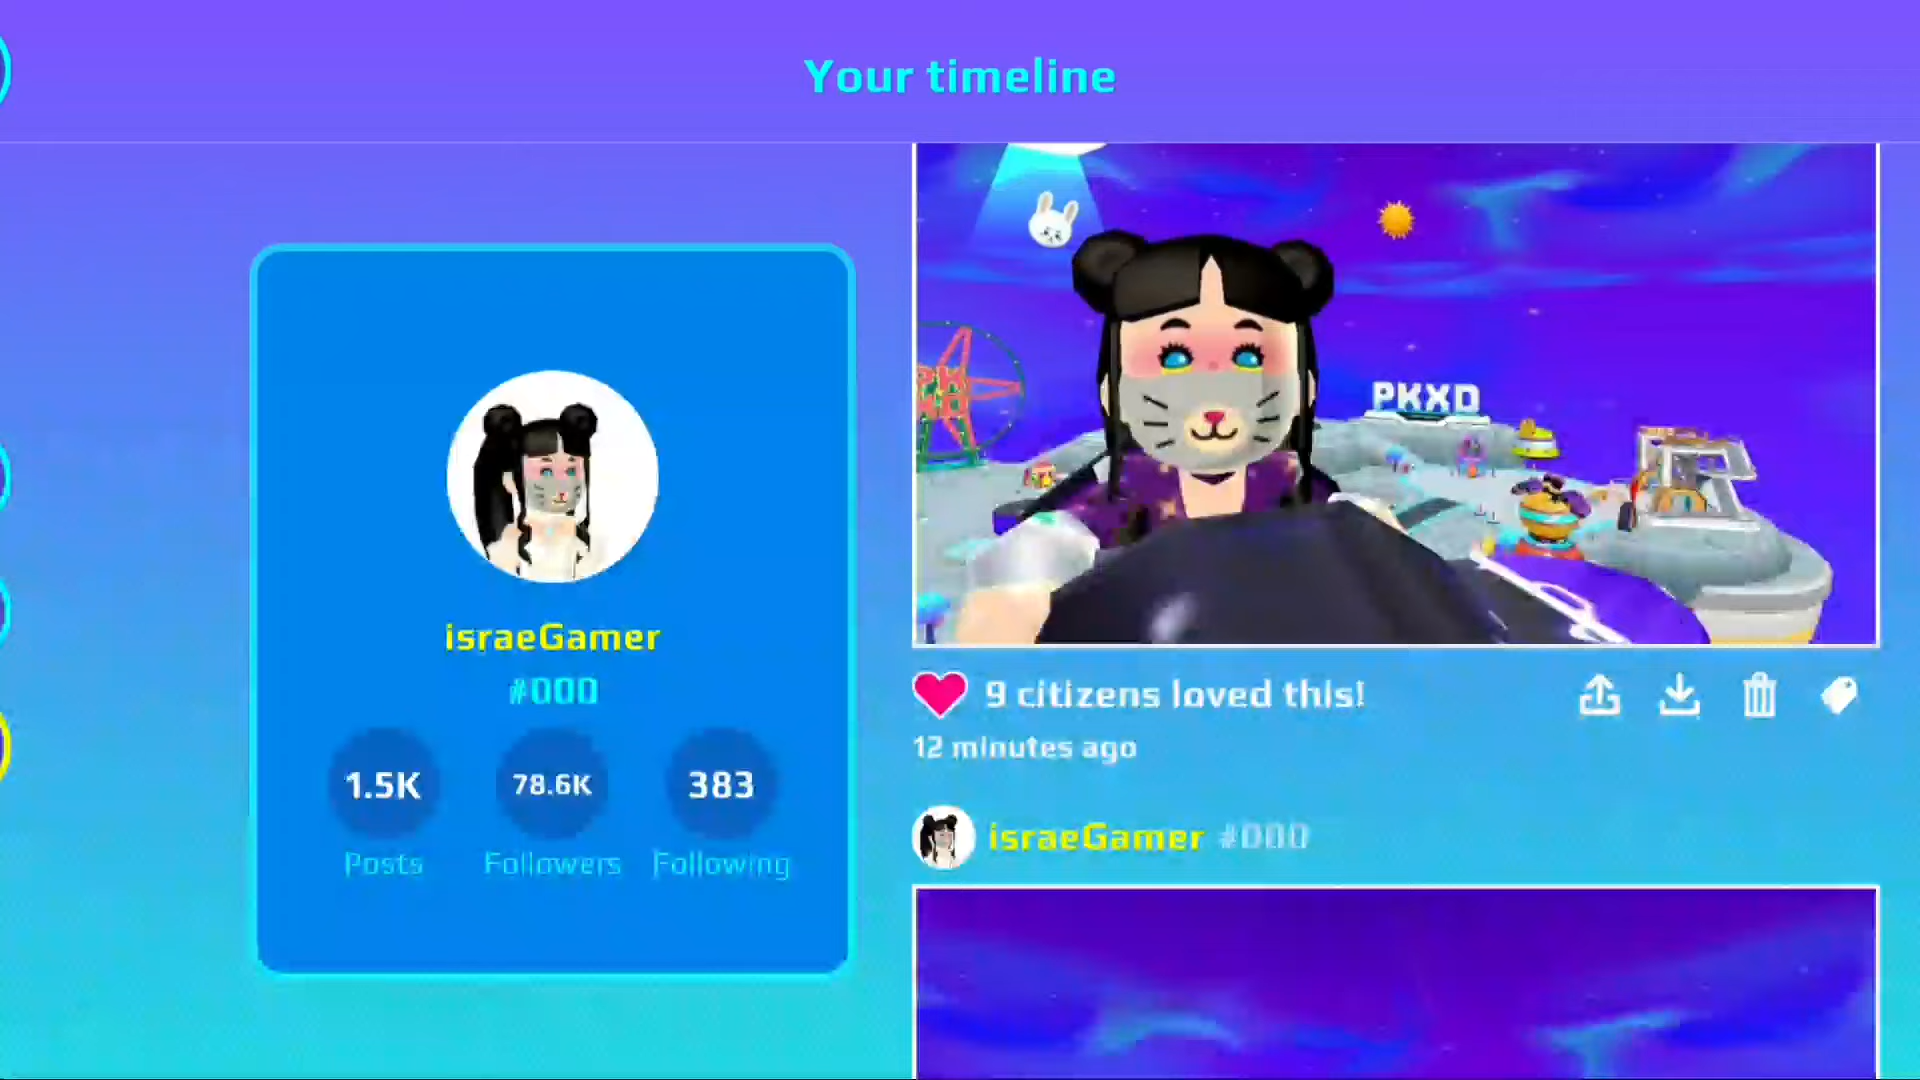 Your timeline
israeGamer
#000
1.5K 78.6K 383
Posts Followers Following
PKXD
9 citizens loved this!
12 minutes ago
israeGamer #000